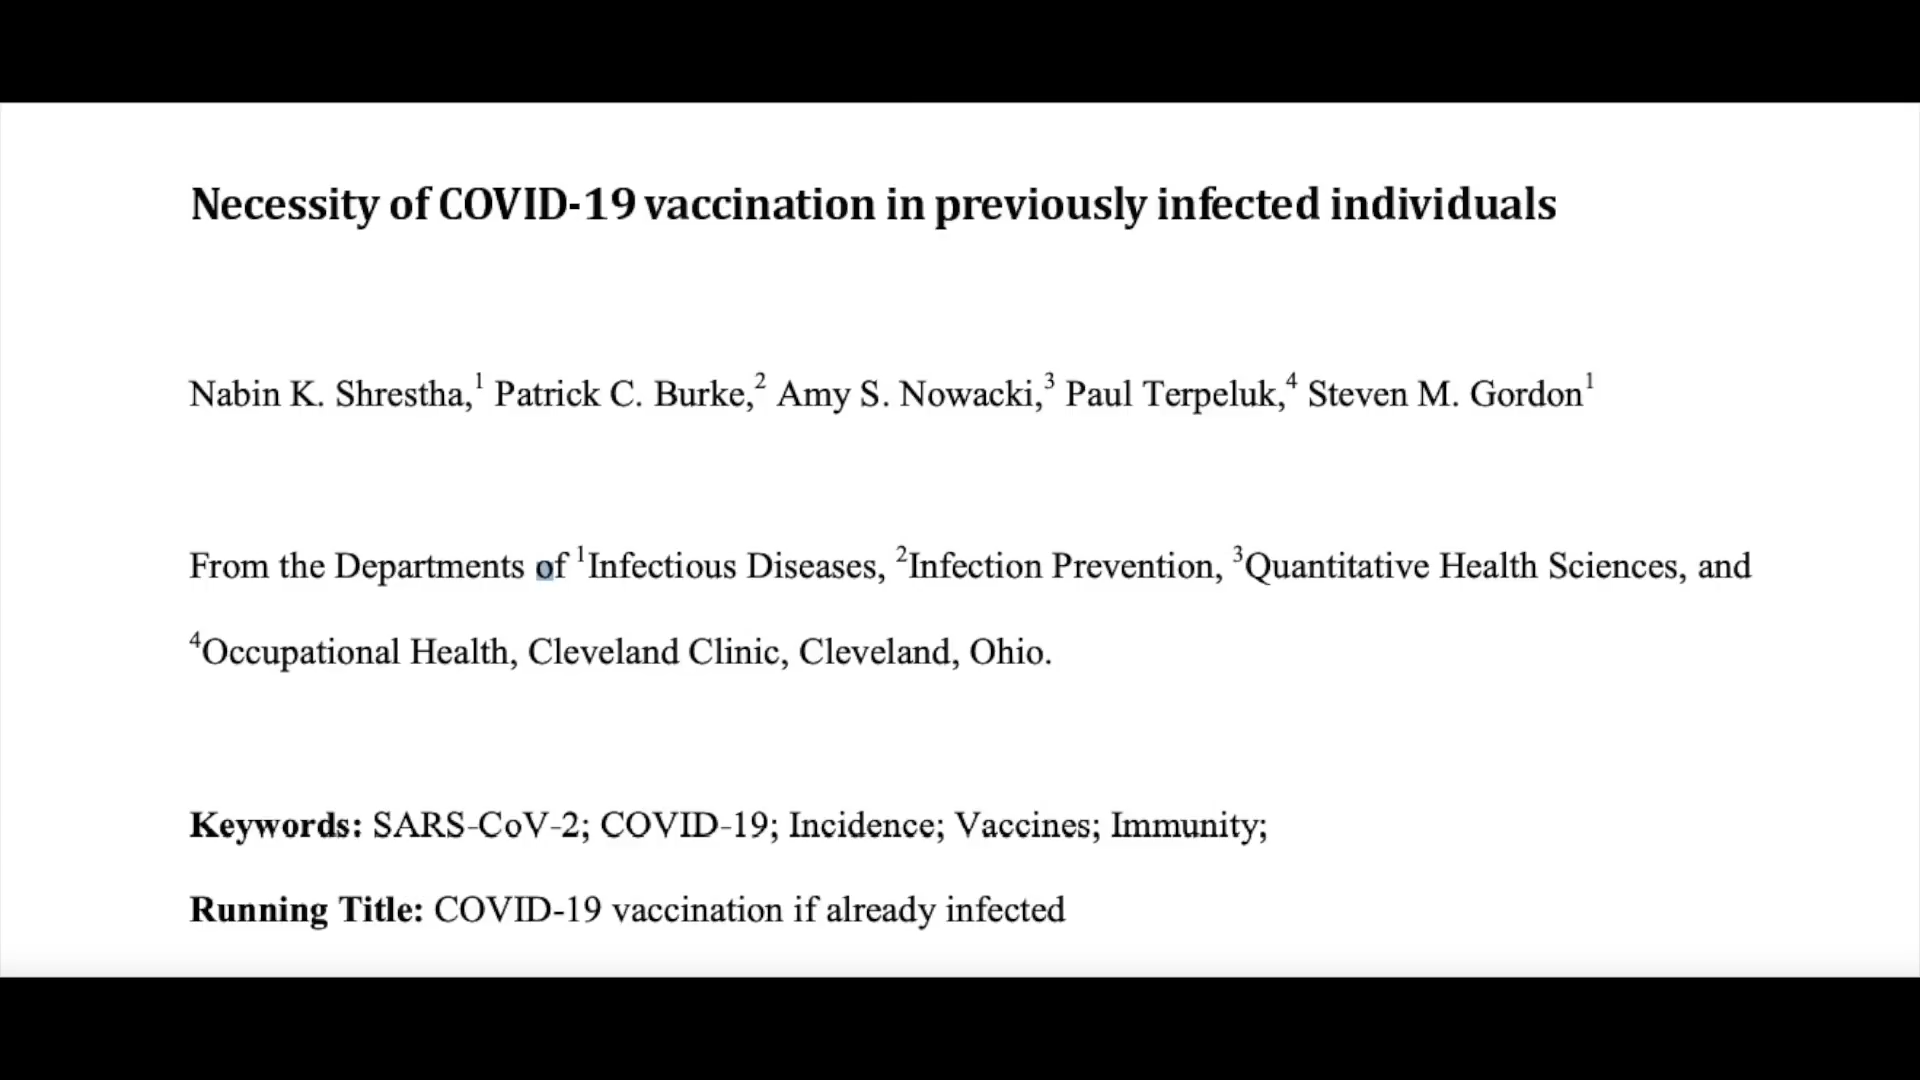 Necessity of COVID-19 vaccination in previously infected individuals
Nabin K. Shrestha,¹ Patrick C. Burke,² Amy S. Nowacki,³ Paul Terpeluk,⁴ Steven M. Gordon¹
From the Departments of ¹Infectious Diseases, ²Infection Prevention, ³Quantitative Health Sciences, and
⁴Occupational Health, Cleveland Clinic, Cleveland, Ohio.
Keywords: SARS-CoV-2; COVID-19; Incidence; Vaccines; Immunity;
Running Title: COVID-19 vaccination if already infected